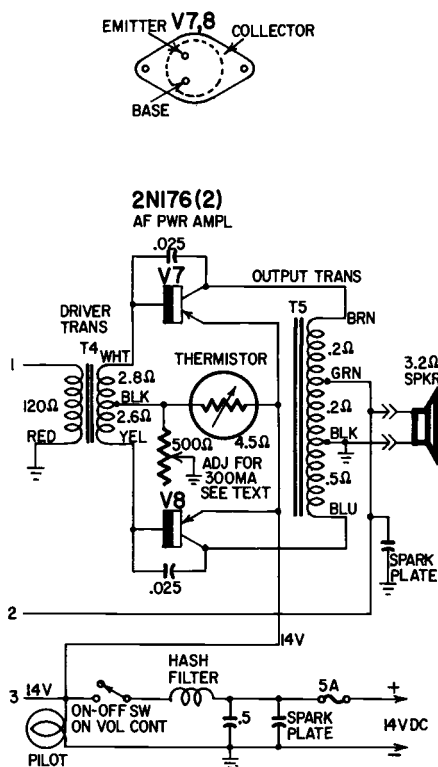 V7,8
EMITTER
COLLECTOR
BASE
2N176(2)
AF PWR AMPL
.025
V7
OUTPUT TRANS
DRIVER
TRANS
T5
BRN
1
T4
WHT
THERMISTOR
.2Ω
3.2Ω
SPKR
GRN
2.8Ω
120Ω
BLK
.2Ω
2.6Ω
RED
YEL
500Ω
4.5Ω
BLK
ADJ FOR
300MA
SEE TEXT
.5Ω
V8
BLU
SPARK
PLATE
.025
2
14V
HASH
FILTER
3
14V
5A
+
ON-OFF SW
ON VOL CONT
.5
SPARK
PLATE
14VDC
PILOT
−